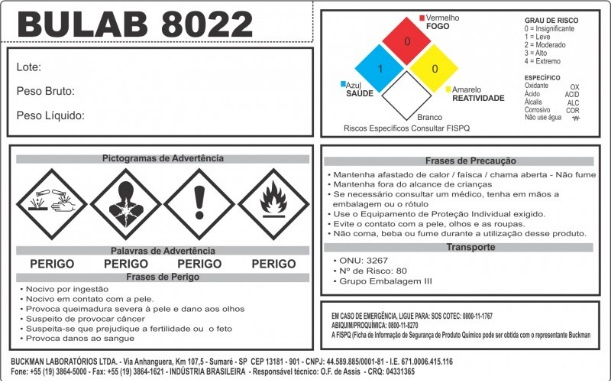 BULAB 8022
Lote:
Peso Bruto:
Peso Líquido:
Vermelho
FOGO
0
1
0
Azul
SAÚDE
Amarelo
REATIVIDADE
Branco
Riscos Específicos Consultar FISPQ
GRAU DE RISCO
0 = Insignificante
1 = Leve
2 = Moderado
3 = Alto
4 = Extremo
ESPECÍFICO
Oxidante OX
Ácido ACID
Álcalis ALC
Corrosivo COR
Não use água W
Pictogramas de Advertência
Palavras de Advertência
PERIGO PERIGO PERIGO PERIGO
Frases de Perigo
• Nocivo por ingestão
• Nocivo em contato com a pele.
• Provoca queimadura severa à pele e dano aos olhos
• Suspeito de provocar câncer
• Suspeita-se que prejudique a fertilidade ou o feto
• Provoca danos ao sangue
Frases de Precaução
• Mantenha afastado de calor / faísca / chama aberta - Não fume
• Mantenha fora do alcance de crianças
• Se necessário consultar um médico, tenha em mãos a
embalagem ou o rótulo
• Use o Equipamento de Proteção Individual exigido.
• Evite o contato com a pele, olhos e as roupas.
• Não coma, beba ou fume durante a utilização desse produto.
Transporte
• ONU: 3267
• Nº de Risco: 80
• Grupo Embalagem III
EM CASO DE EMERGÊNCIA, LIGUE PARA: SOS COTEC: 0800-11-1767
ABIQUIM/PROQUÍMICA: 0800-11-8270
A FISPQ (Ficha de Informação de Segurança de Produto Químico pode ser obtida com o representante Buckman
BUCKMAN LABORATÓRIOS LTDA. - Via Anhanguera, Km 107,5 - Sumaré - SP CEP 13181 - 901 - CNPJ: 44.589.885/0001-81 - I.E. 671.0006.415.116
Fone: +55 (19) 3864-5000 - Fax: +55 (19) 3864-1621 - INDÚSTRIA BRASILEIRA - Responsável técnico: O.F. de Assis - CRQ: 04331365